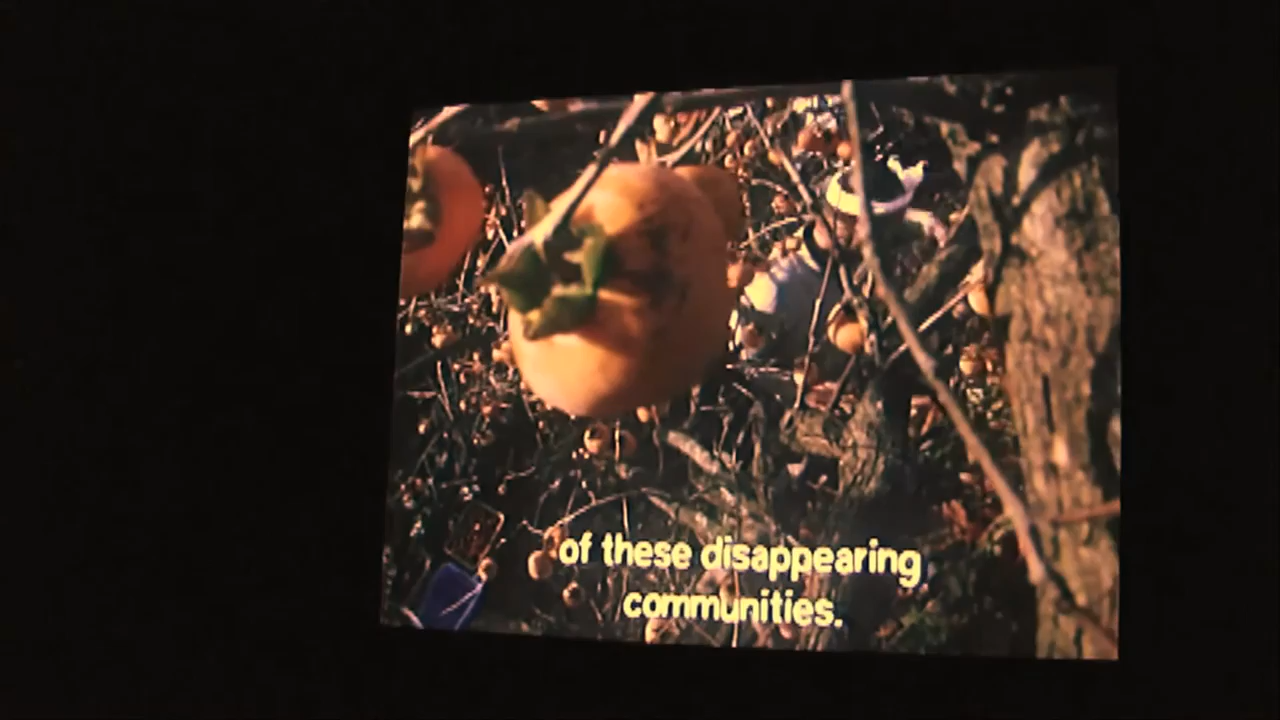 of these disappearing
communities.